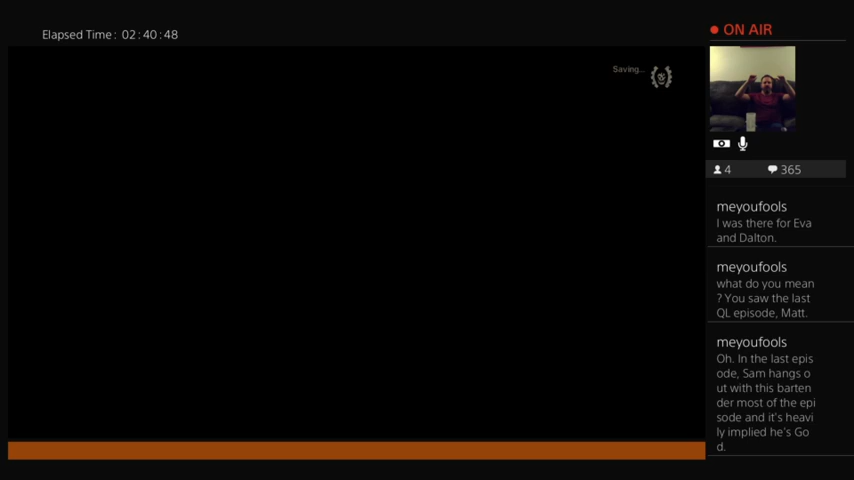 Elapsed Time: 02:40:48
ON AIR
Saving...
4 365
meyoufools
I was there for Eva
and Dalton.
meyoufools
what do you mean
? You saw the last
QL episode, Matt.
meyoufools
Oh. In the last epis
ode, Sam hangs o
ut with this barten
der most of the epi
sode and it's heavi
ly implied he's Go
d.